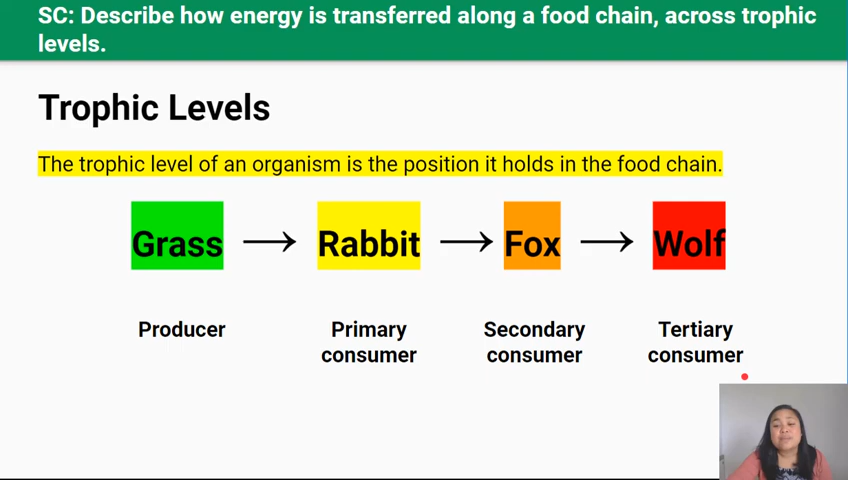 SC: Describe how energy is transferred along a food chain, across trophic
levels.
Trophic Levels
The trophic level of an organism is the position it holds in the food chain.
Grass → Rabbit → Fox → Wolf
Producer Primary Secondary Tertiary
consumer consumer consumer